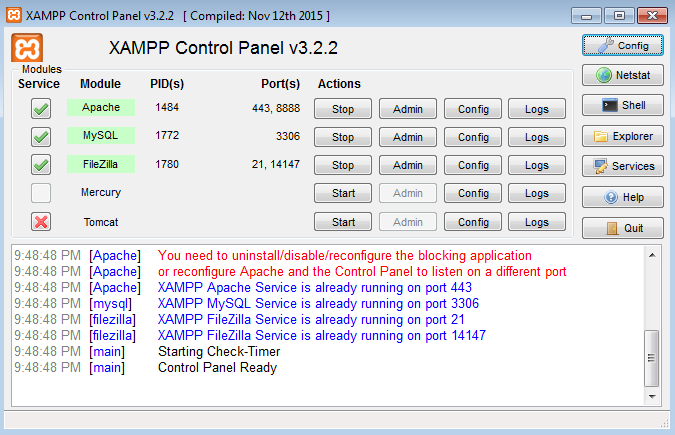 XAMPP Control Panel v3.2.2 [ Compiled: Nov 12th 2015 ]
XAMPP Control Panel v3.2.2
Config
Modules
Service Module PID(s) Port(s) Actions
Netstat
Apache 1484 443, 8888 Stop Admin Config Logs
Shell
MySQL 1772 3306 Stop Admin Config Logs
Explorer
FileZilla 1780 21, 14147 Stop Admin Config Logs
Services
Mercury Start Admin Config Logs
Help
Tomcat Start Admin Config Logs
Quit
9:48:48 PM [Apache] You need to uninstall/disable/reconfigure the blocking application
9:48:48 PM [Apache] or reconfigure Apache and the Control Panel to listen on a different port
9:48:48 PM [Apache] XAMPP Apache Service is already running on port 443
9:48:48 PM [mysql] XAMPP MySQL Service is already running on port 3306
9:48:48 PM [filezilla] XAMPP FileZilla Service is already running on port 21
9:48:48 PM [filezilla] XAMPP FileZilla Service is already running on port 14147
9:48:48 PM [main] Starting Check-Timer
9:48:48 PM [main] Control Panel Ready